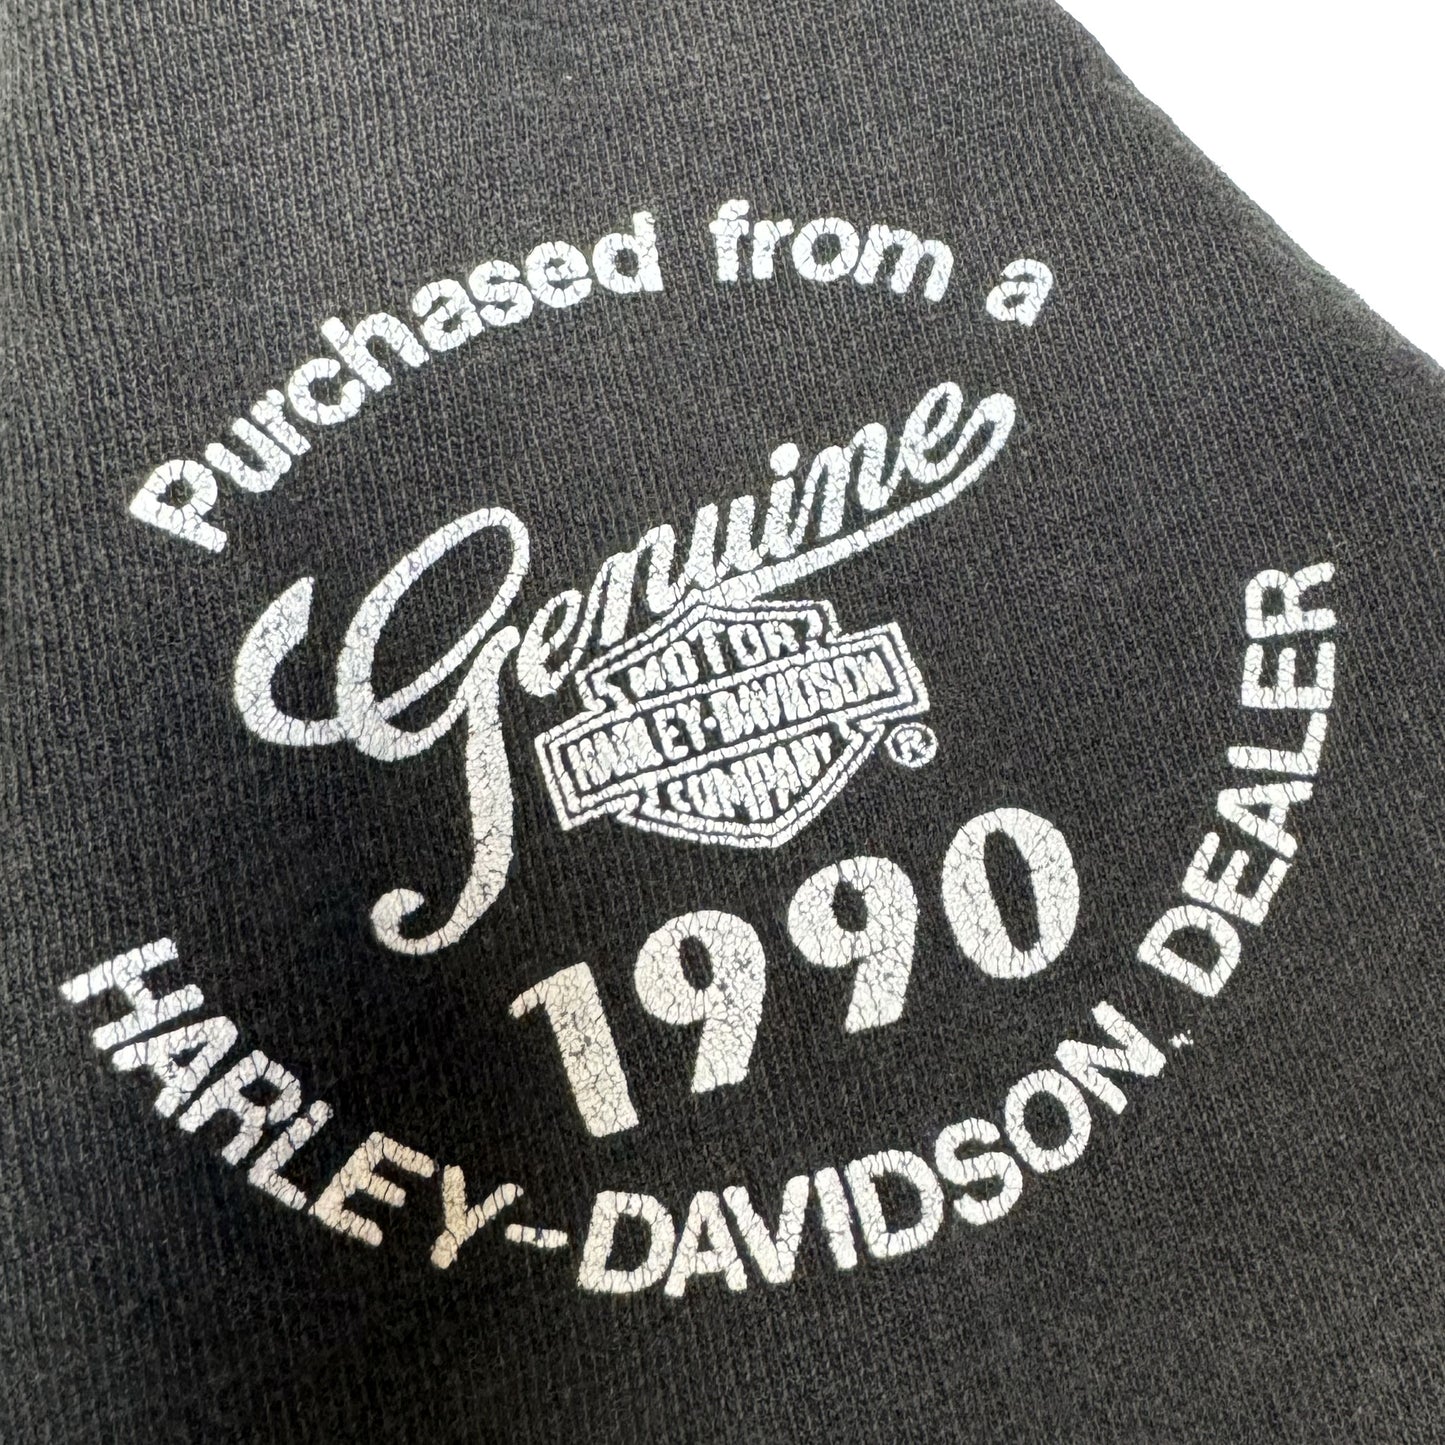 Purchased from a
Genuine
MOTOR
HARLEY-DAVIDSON
COMPANY
®
1990
HARLEY-DAVIDSON DEALER